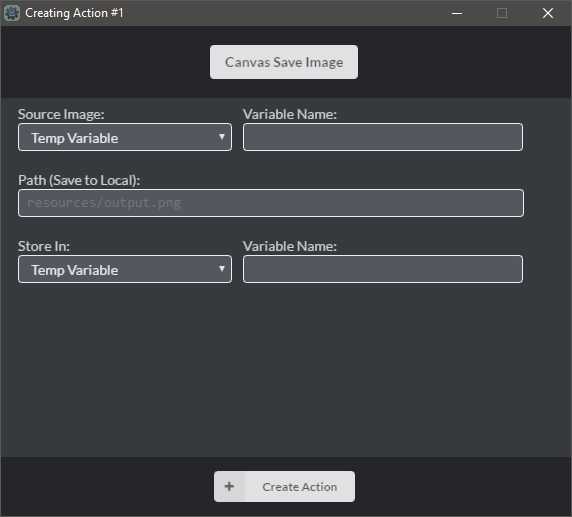 Creating Action #1
Canvas Save Image
Source Image: Variable Name:
Temp Variable
Path (Save to Local):
resources/output.png
Store In: Variable Name:
Temp Variable
+ Create Action